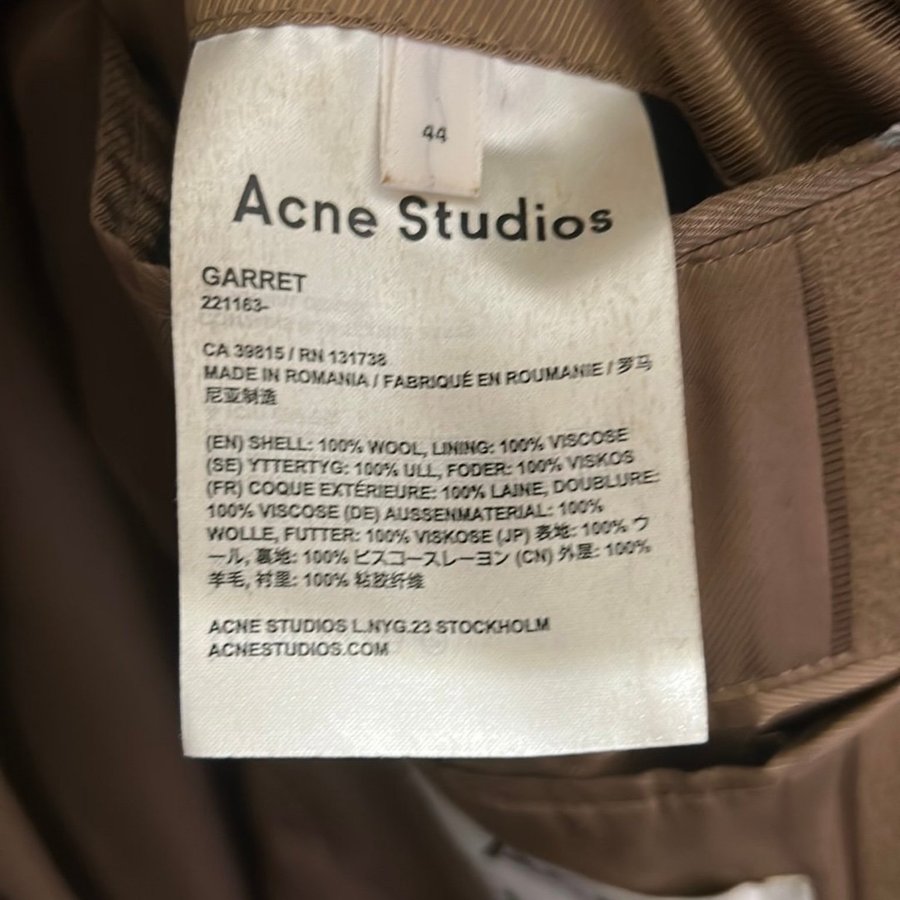 44
Acne Studios
GARRET
221163-
CA 39815 / RN 131738
MADE IN ROMANIA / FABRIQUÉ EN ROUMANIE / 罗马
尼亚制造
(EN) SHELL: 100% WOOL, LINING: 100% VISCOSE
(SE) YTTERTYG: 100% ULL, FODER: 100% VISKOS
(FR) COQUE EXTÉRIEURE: 100% LAINE, DOUBLURE:
100% VISCOSE (DE) AUSSENMATERIAL: 100%
WOLLE, FUTTER: 100% VISKOSE (JP) 表地: 100% ウ
ール, 裏地: 100% ビスコースレーヨン (CN) 外层: 100%
羊毛, 衬里: 100% 粘胶纤维
ACNE STUDIOS L.NYG.23 STOCKHOLM
ACNESTUDIOS.COM